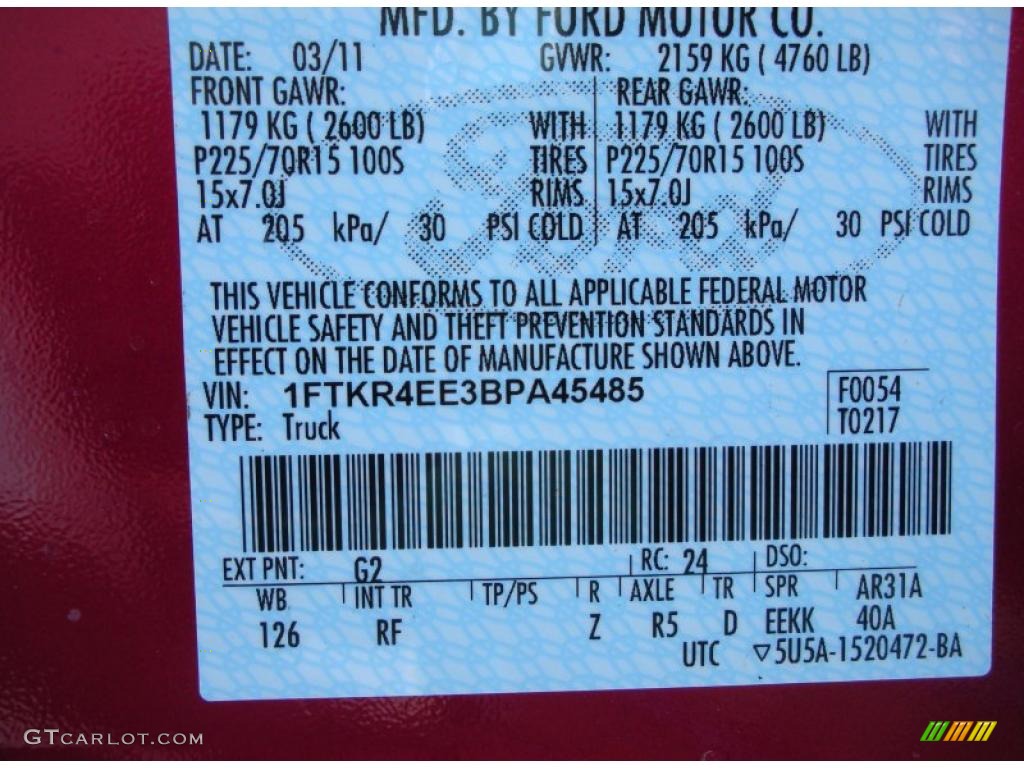 MFD. BY FORD MOTOR CO.
DATE: 03/11 GVWR: 2159 KG ( 4760 LB)
FRONT GAWR: REAR GAWR:
1179 KG ( 2600 LB) WITH 1179 KG ( 2600 LB) WITH
P225/70R15 100S TIRES P225/70R15 100S TIRES
15x7.0J RIMS 15x7.0J RIMS
AT 205 kPa/ 30 PSI COLD AT 205 kPa/ 30 PSI COLD
THIS VEHICLE CONFORMS TO ALL APPLICABLE FEDERAL MOTOR
VEHICLE SAFETY AND THEFT PREVENTION STANDARDS IN
EFFECT ON THE DATE OF MANUFACTURE SHOWN ABOVE.
VIN: 1FTKR4EE3BPA45485 F0054
TYPE: Truck T0217
EXT PNT: G2 RC: 24 DSO:
WB INT TR TP/PS R AXLE TR SPR AR31A
126 RF Z R5 D EEKK 40A
UTC ▽5U5A-1520472-BA
GTCARLOT.COM